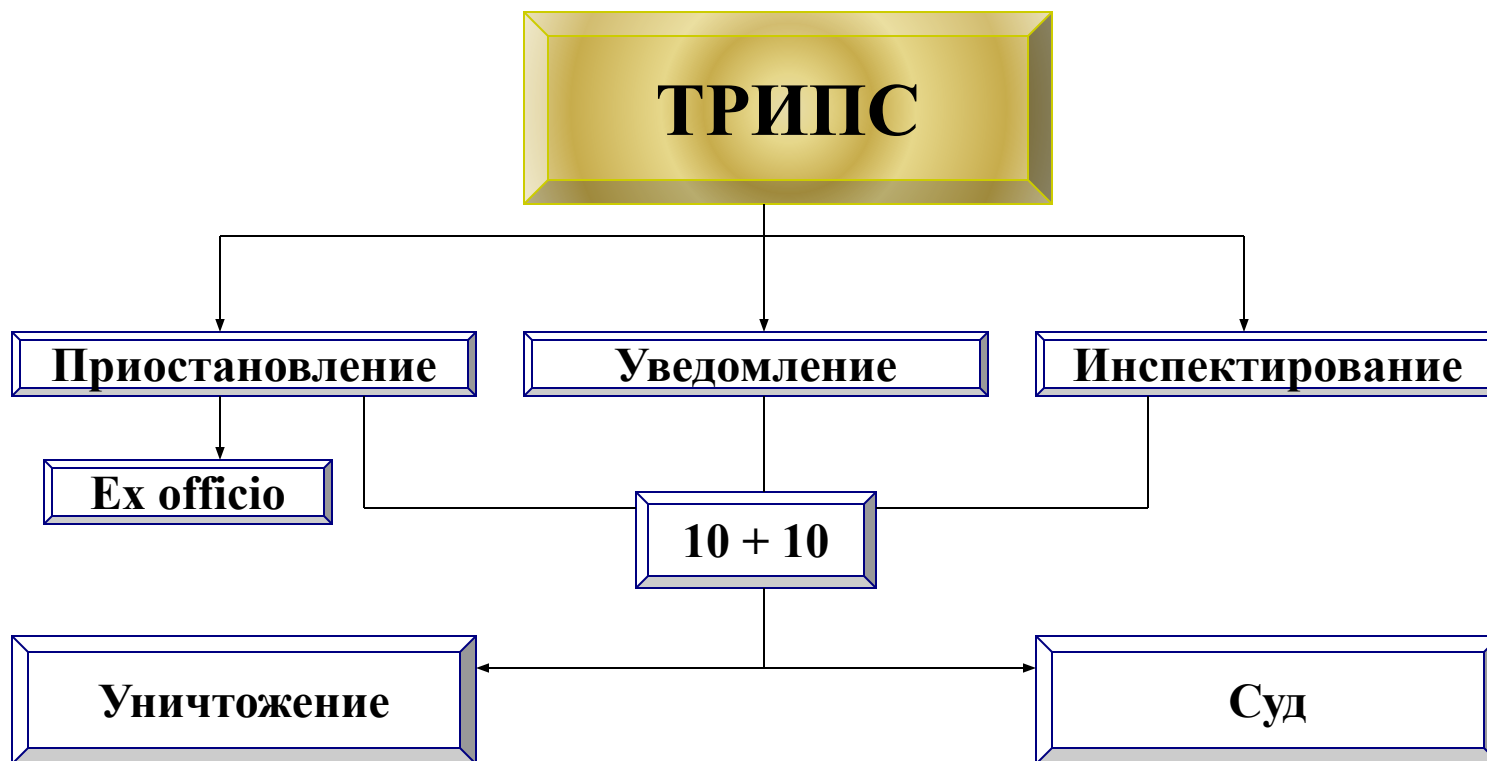 ТРИПС
Приостановление
Уведомление
Инспектирование
Ex officio
10 + 10
Уничтожение
Суд